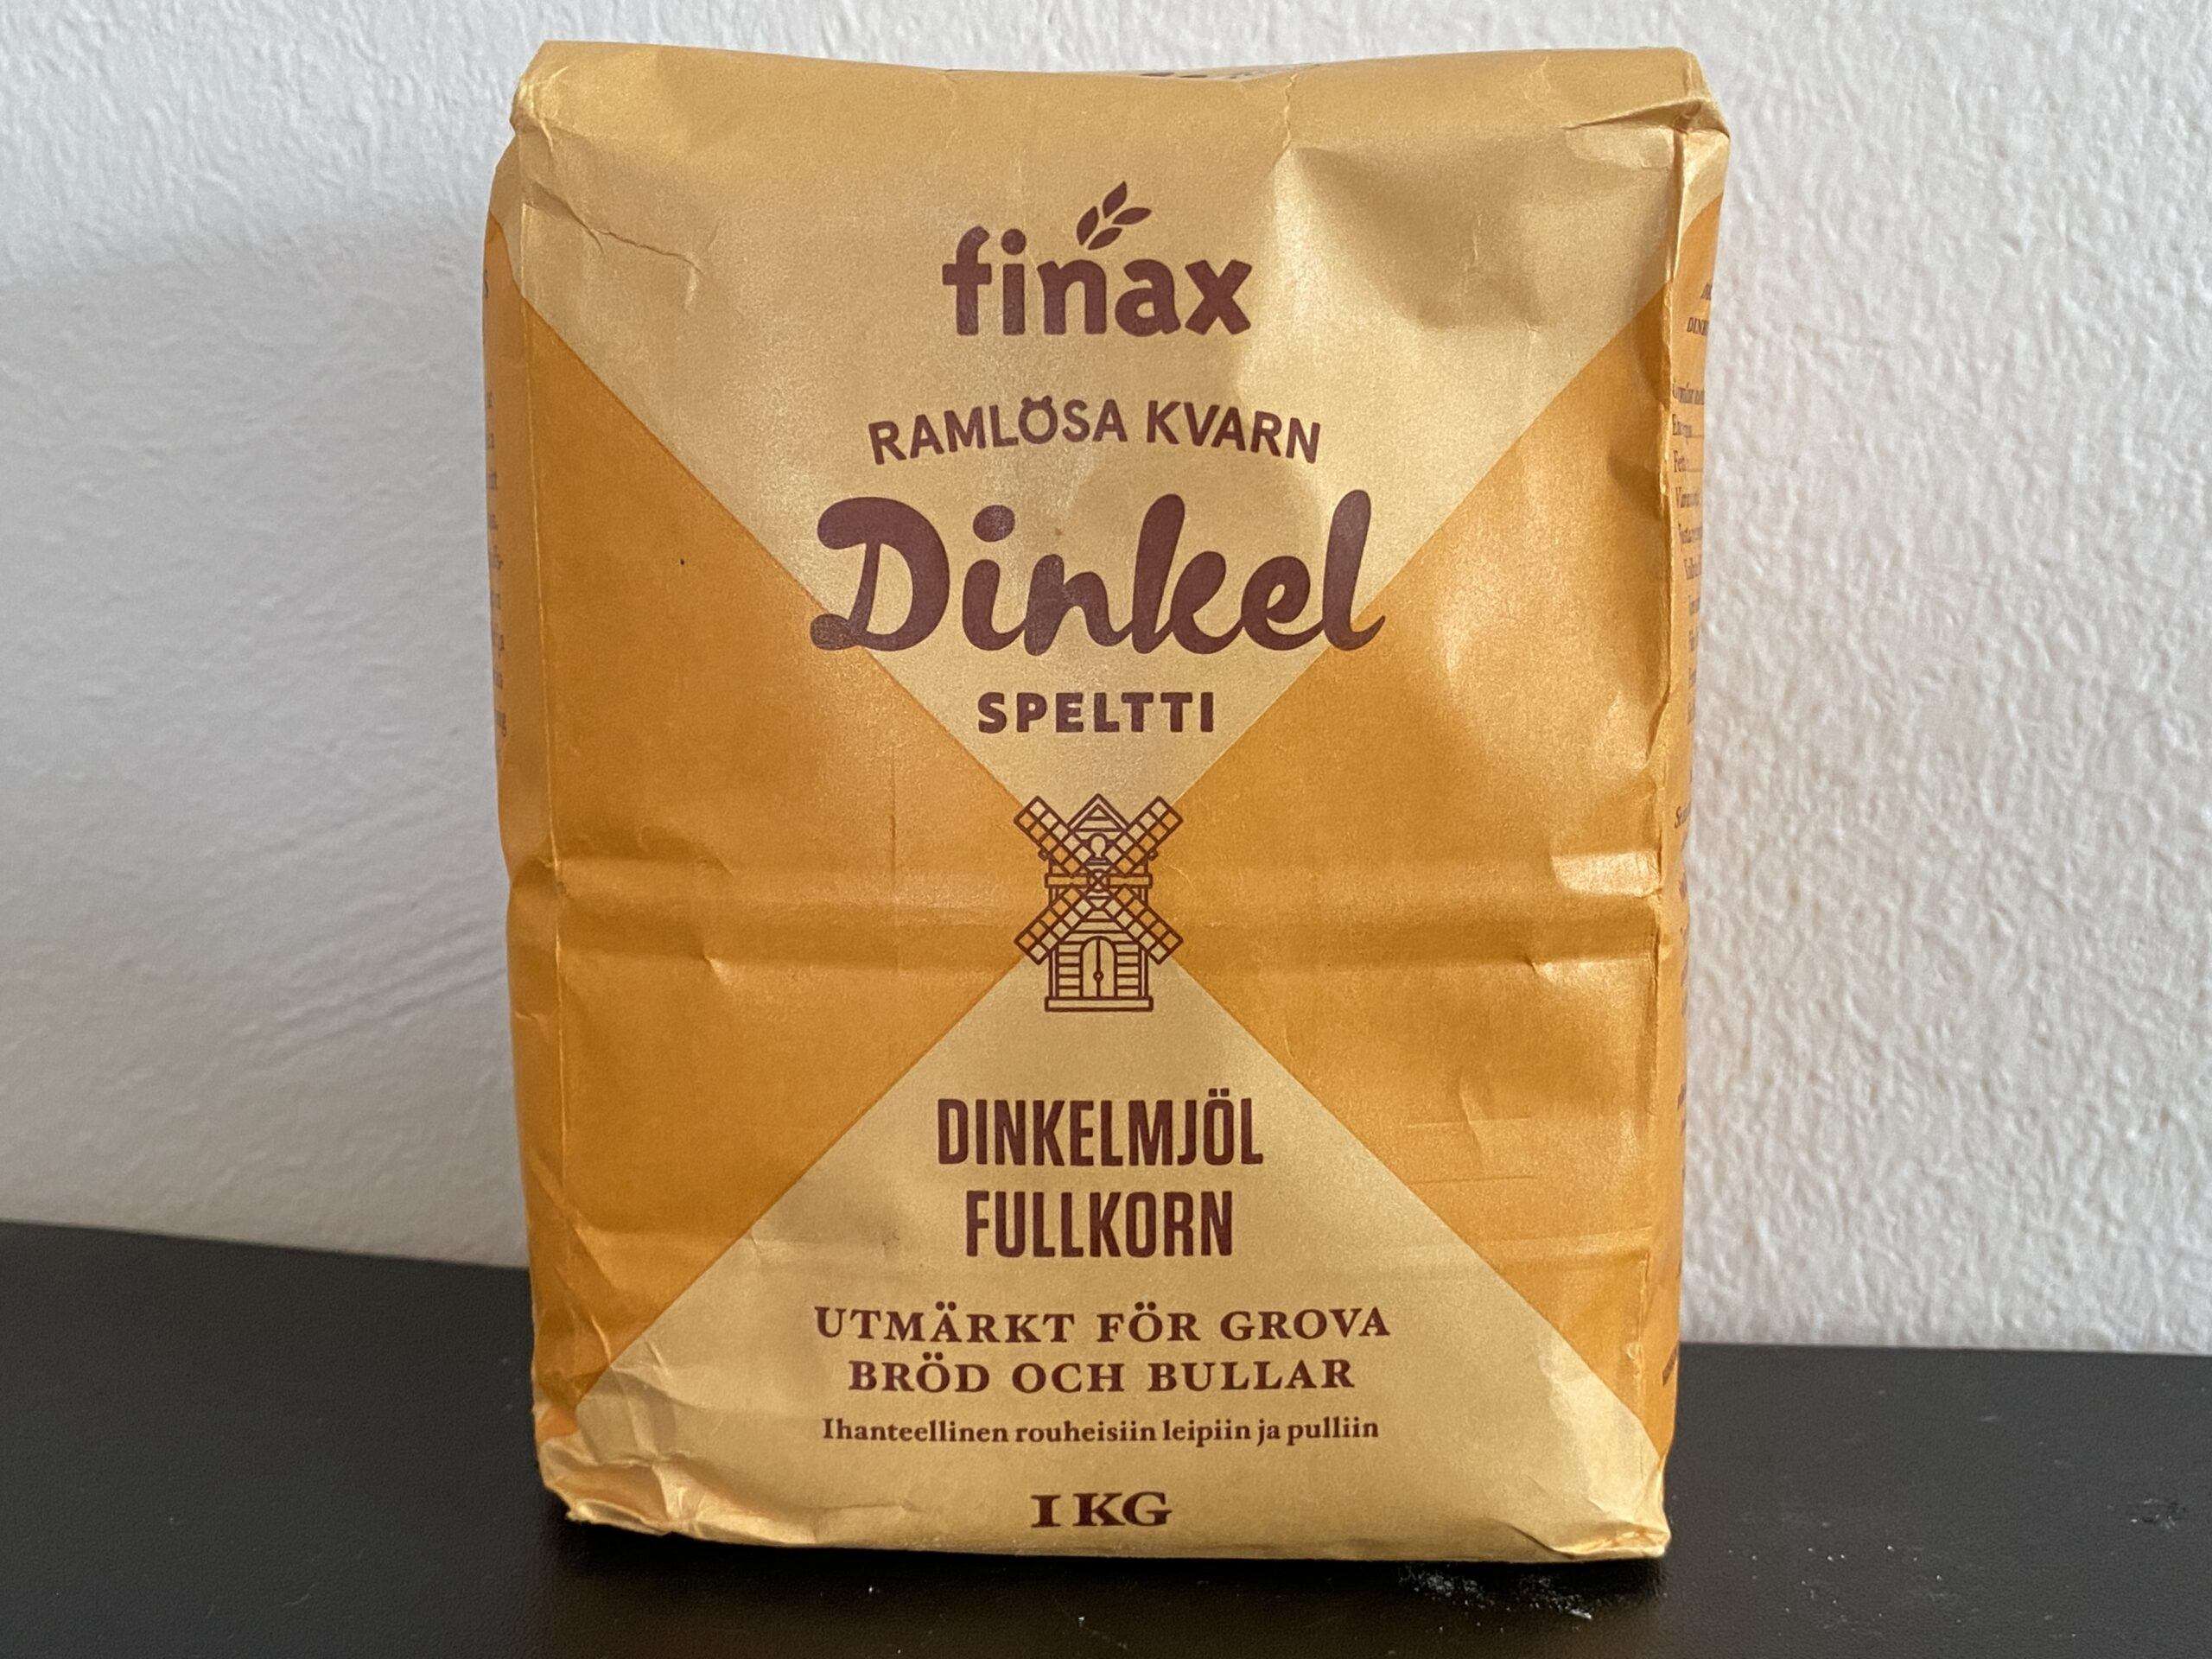 finax
RAMLÖSA KVARN
Dinkel
SPELTTI
DINKELMJÖL
FULLKORN
UTMÄRKT FÖR GROVA
BRÖD OCH BULLAR
Ihanteellinen rouheisiin leipiin ja pulliin
1 KG